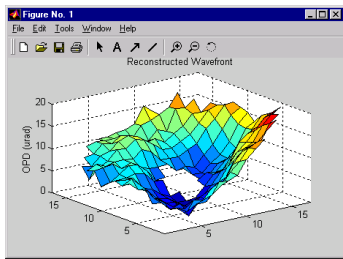 Figure No. 1
File Edit Tools Window Help
A
Reconstructed Wavefront
OPD (urad)
20
15
10
5
0
15
10
5
5
10
15